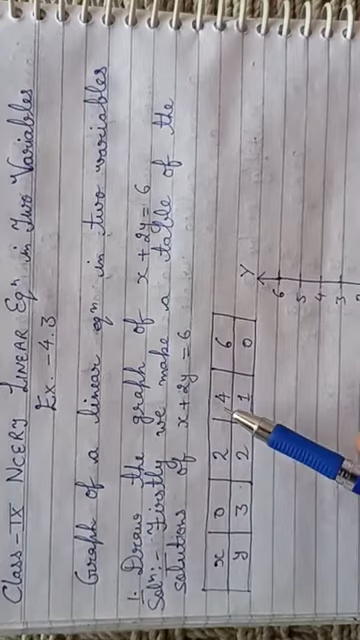 Class-IX NCERT LINEAR Eqⁿ in Two Variables
Ex. - 4.3
Graph of a linear eqⁿ in two variables
1. Draw the graph of x + 2y = 6
Solⁿ:- Firstly we make a table of the
solutions of x + 2y = 6
x 0 2 4 6
y 3 2 1 0
Y
6
5
4
3